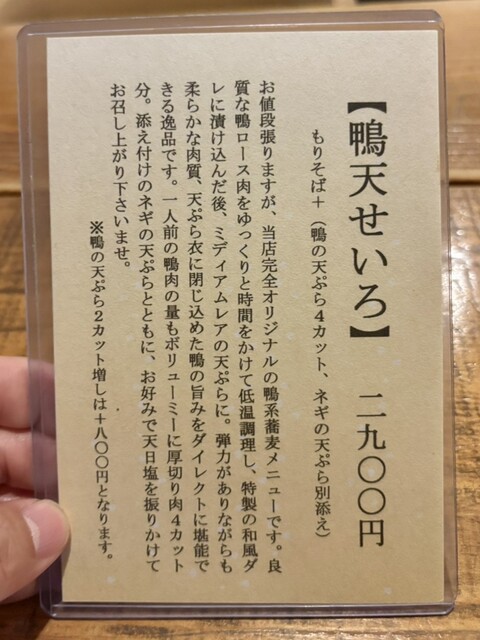 【鴨天せいろ】　二九〇〇円
もりそば＋（鴨の天ぷら４カット、ネギの天ぷら別添え）
お値段張りますが、当店完全オリジナルの鴨系蕎麦メニューです。良
質な鴨ロース肉をゆっくりと時間をかけて低温調理し、特製の和風ダ
レに漬け込んだ後、ミディアムレアの天ぷらに。弾力がありながらも
柔らかな肉質、天ぷら衣に閉じ込めた鴨の旨みをダイレクトに堪能で
きる逸品です。一人前の鴨肉の量もボリューミーに厚切り肉４カット
分。添え付けのネギの天ぷらとともに、お好みで天日塩を振りかけて
お召し上がり下さいませ。
※鴨の天ぷら２カット増しは＋八〇〇円となります。